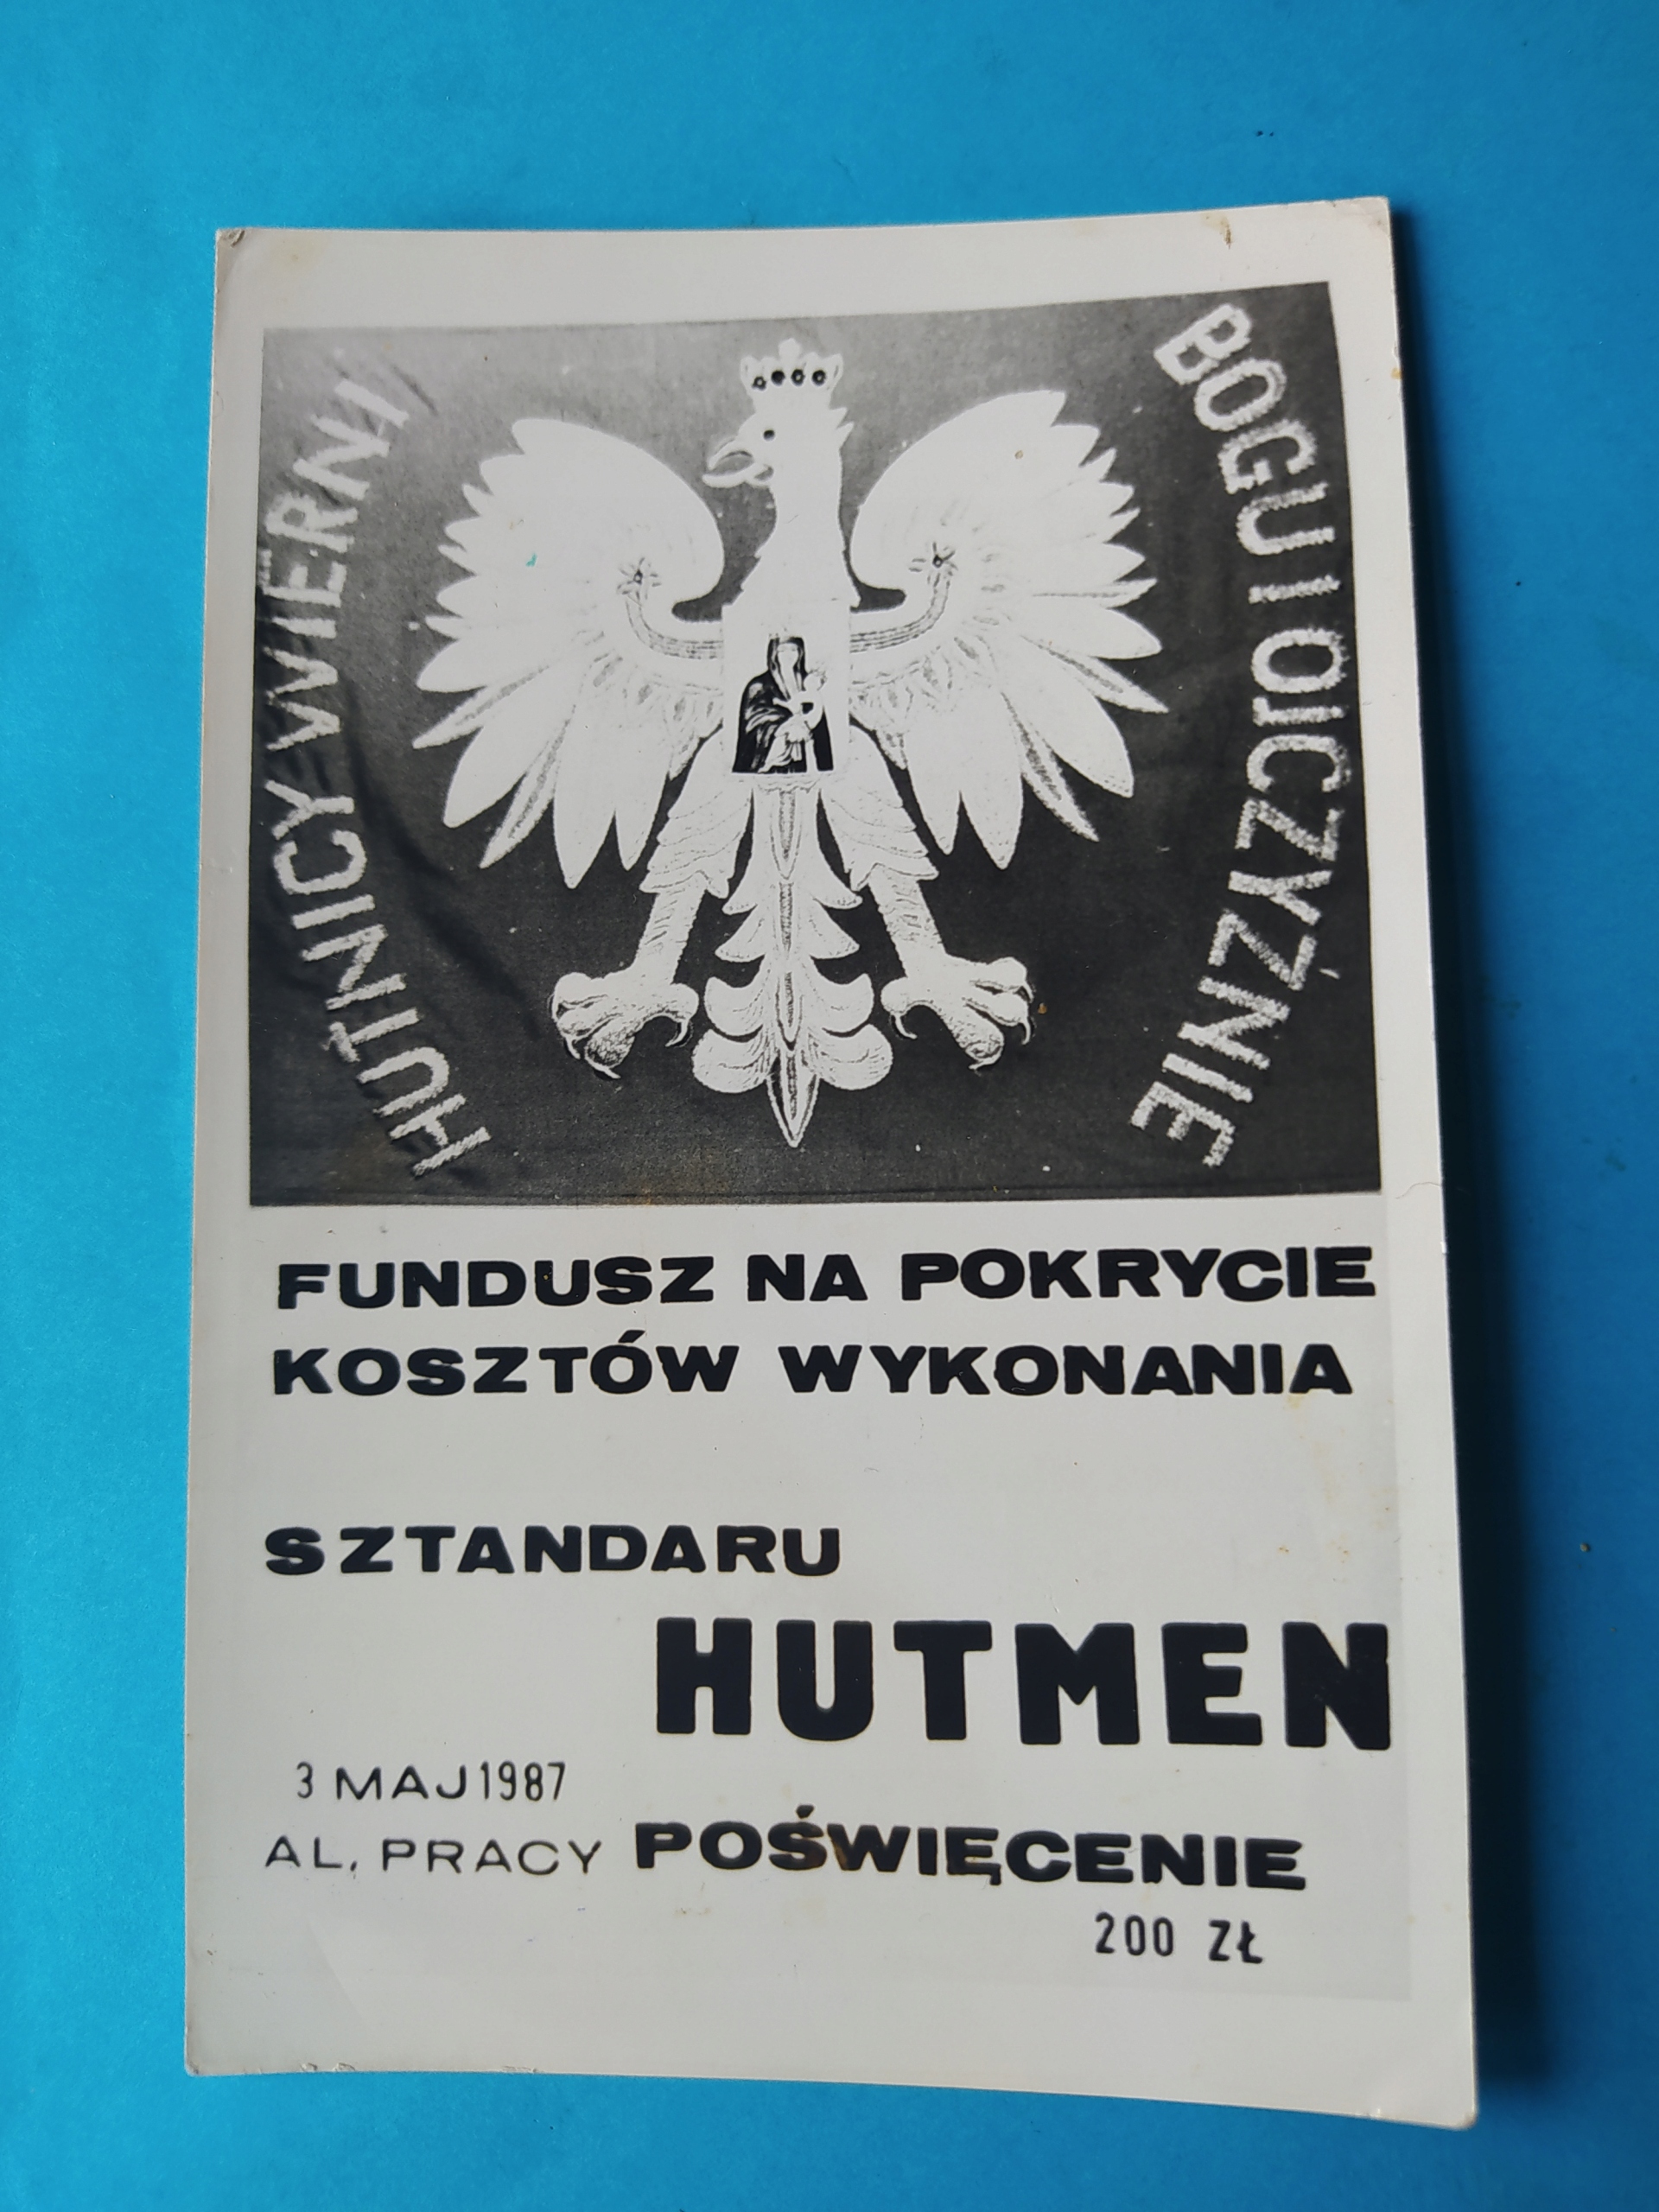 HUTNICY-WIERNI
BOGU I OJCZYŹNIE
FUNDUSZ NA POKRYCIE
KOSZTÓW WYKONANIA
SZTANDARU
HUTMEN
3 MAJ 1987
AL, PRACY POŚWIĘCENIE
200 ZŁ